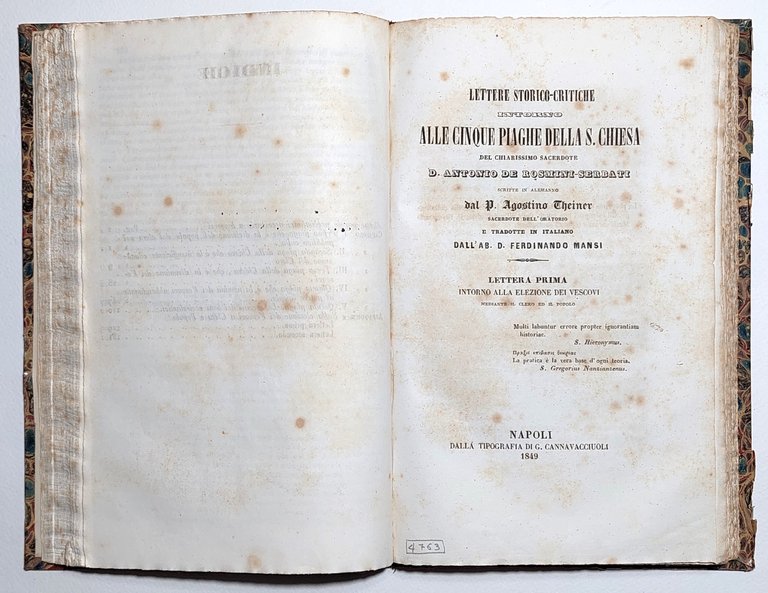 LETTERE STORICO-CRITICHE
INTORNO
ALLE CINQUE PIAGHE DELLA S. CHIESA
DEL CHIARISSIMO SACERDOTE
D. ANTONIO DE ROSMINI-SERBATI
SCRITTE IN ALEMANNO
dal P. Agostino Theiner
SACERDOTE DELL'ORATORIO
E TRADOTTE IN ITALIANO
DALL'AB. D. FERDINANDO MANSI
LETTERA PRIMA
INTORNO ALLA ELEZIONE DEI VESCOVI
MEDIANTE IL CLERO ED IL POPOLO
Multi labuntur errore propter ignorantiam
historiae.
S. Hieronymus.
La pratica è la vera base d'ogni teoria.
S. Gregorius Nanzianzenus.
NAPOLI
DALLA TIPOGRAFIA DI G. CANNAVACCIUOLI
1849
4763